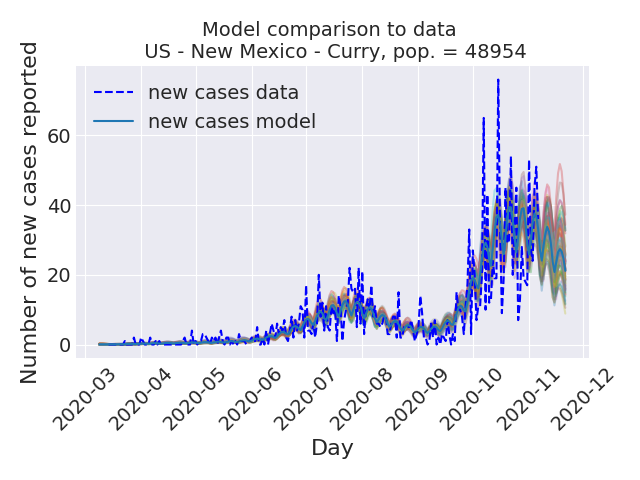 Model comparison to data
US - New Mexico - Curry, pop. = 48954
Number of new cases reported
new cases data
new cases model
60
40
20
0
2020-03
2020-04
2020-05
2020-06
2020-07
2020-08
2020-09
2020-10
2020-11
2020-12
Day